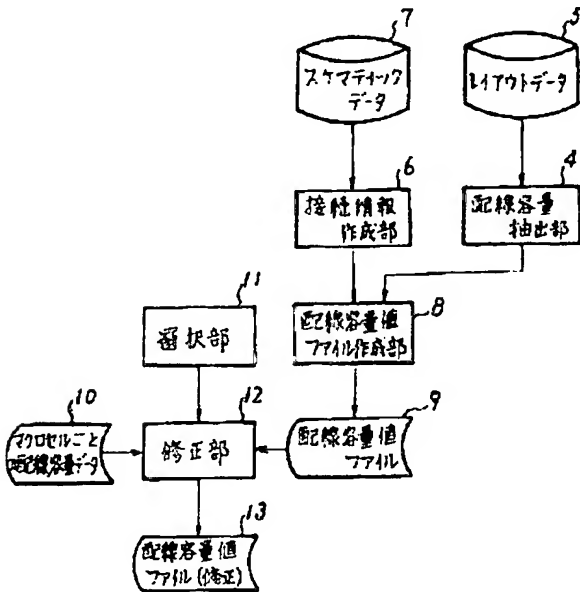 7
スケマティック
データ
5
レイアウトデータ
6
接続情報
作成部
4
配線容量
抽出部
11
選択部
8
配線容量値
ファイル作成部
10
マクロセルごと
配線容量データ
12
修正部
9
配線容量値
ファイル
13
配線容量値
ファイル(修正)